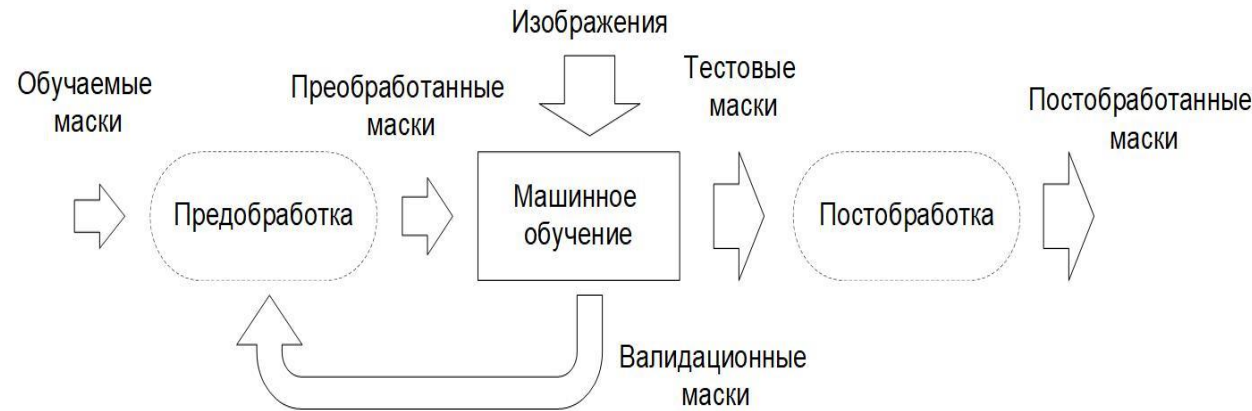 Изображения
Обучаемые
маски
Преобработанные
маски
Тестовые
маски
Постобработанные
маски
Предобработка
Машинное
обучение
Постобработка
Валидационные
маски